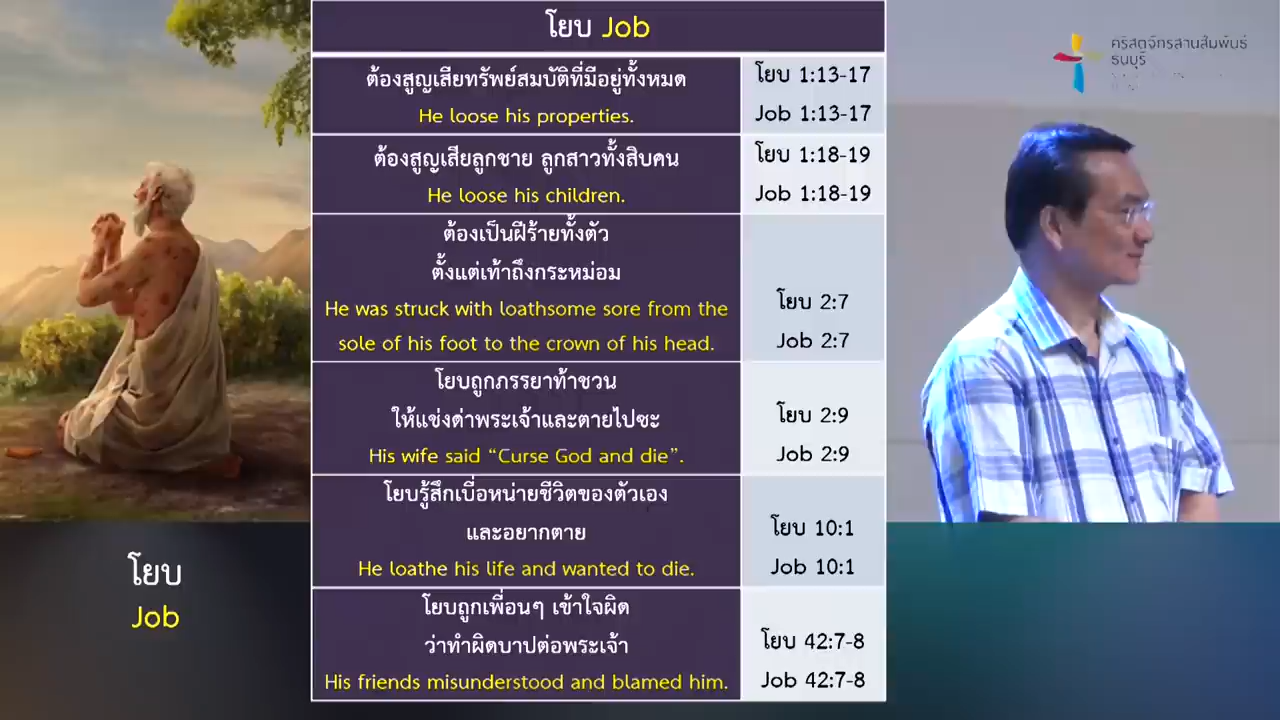 โยบ Job
ต้องสูญเสียทรัพย์สมบัติที่มีอยู่ทั้งหมด
He loose his properties.
โยบ 1:13-17
Job 1:13-17
ต้องสูญเสียลูกชาย ลูกสาวทั้งสิบคน
He loose his children.
โยบ 1:18-19
Job 1:18-19
ต้องเป็นฝีร้ายทั้งตัว
ตั้งแต่เท้าถึงกระหม่อม
He was struck with loathsome sore from the
sole of his foot to the crown of his head.
โยบ 2:7
Job 2:7
โยบถูกภรรยาท้าชวน
ให้แช่งด่าพระเจ้าและตายไปซะ
His wife said “Curse God and die”.
โยบ 2:9
Job 2:9
โยบรู้สึกเบื่อหน่ายชีวิตของตัวเอง
และอยากตาย
He loathe his life and wanted to die.
โยบ 10:1
Job 10:1
โยบถูกเพื่อนๆ เข้าใจผิด
ว่าทำผิดบาปต่อพระเจ้า
His friends misunderstood and blamed him.
โยบ 42:7-8
Job 42:7-8
โยบ
Job
คริสตจักรสานสัมพันธ์
ธนบุรี